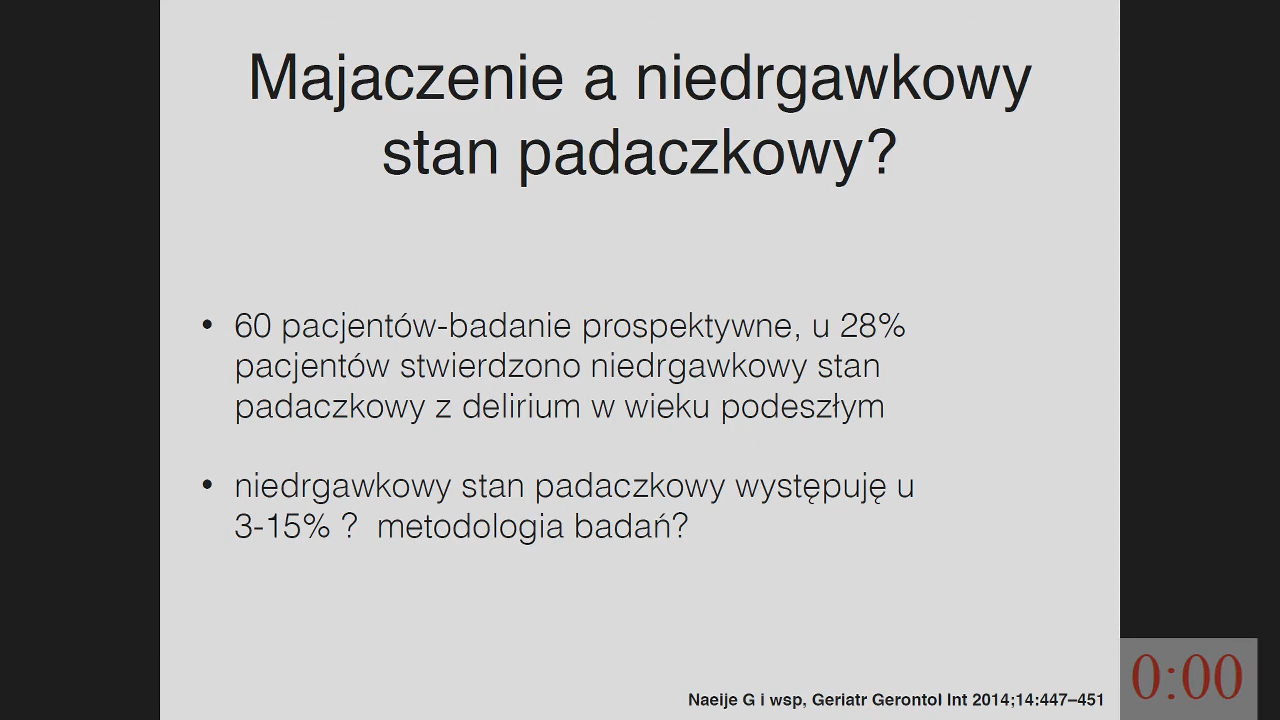 Majaczenie a niedrgawkowy
stan padaczkowy?
• 60 pacjentów-badanie prospektywne, u 28%
pacjentów stwierdzono niedrgawkowy stan
padaczkowy z delirium w wieku podeszłym
• niedrgawkowy stan padaczkowy występuję u
3-15% ? metodologia badań?
Naeije G i wsp, Geriatr Gerontol Int 2014;14:447–451
0:00